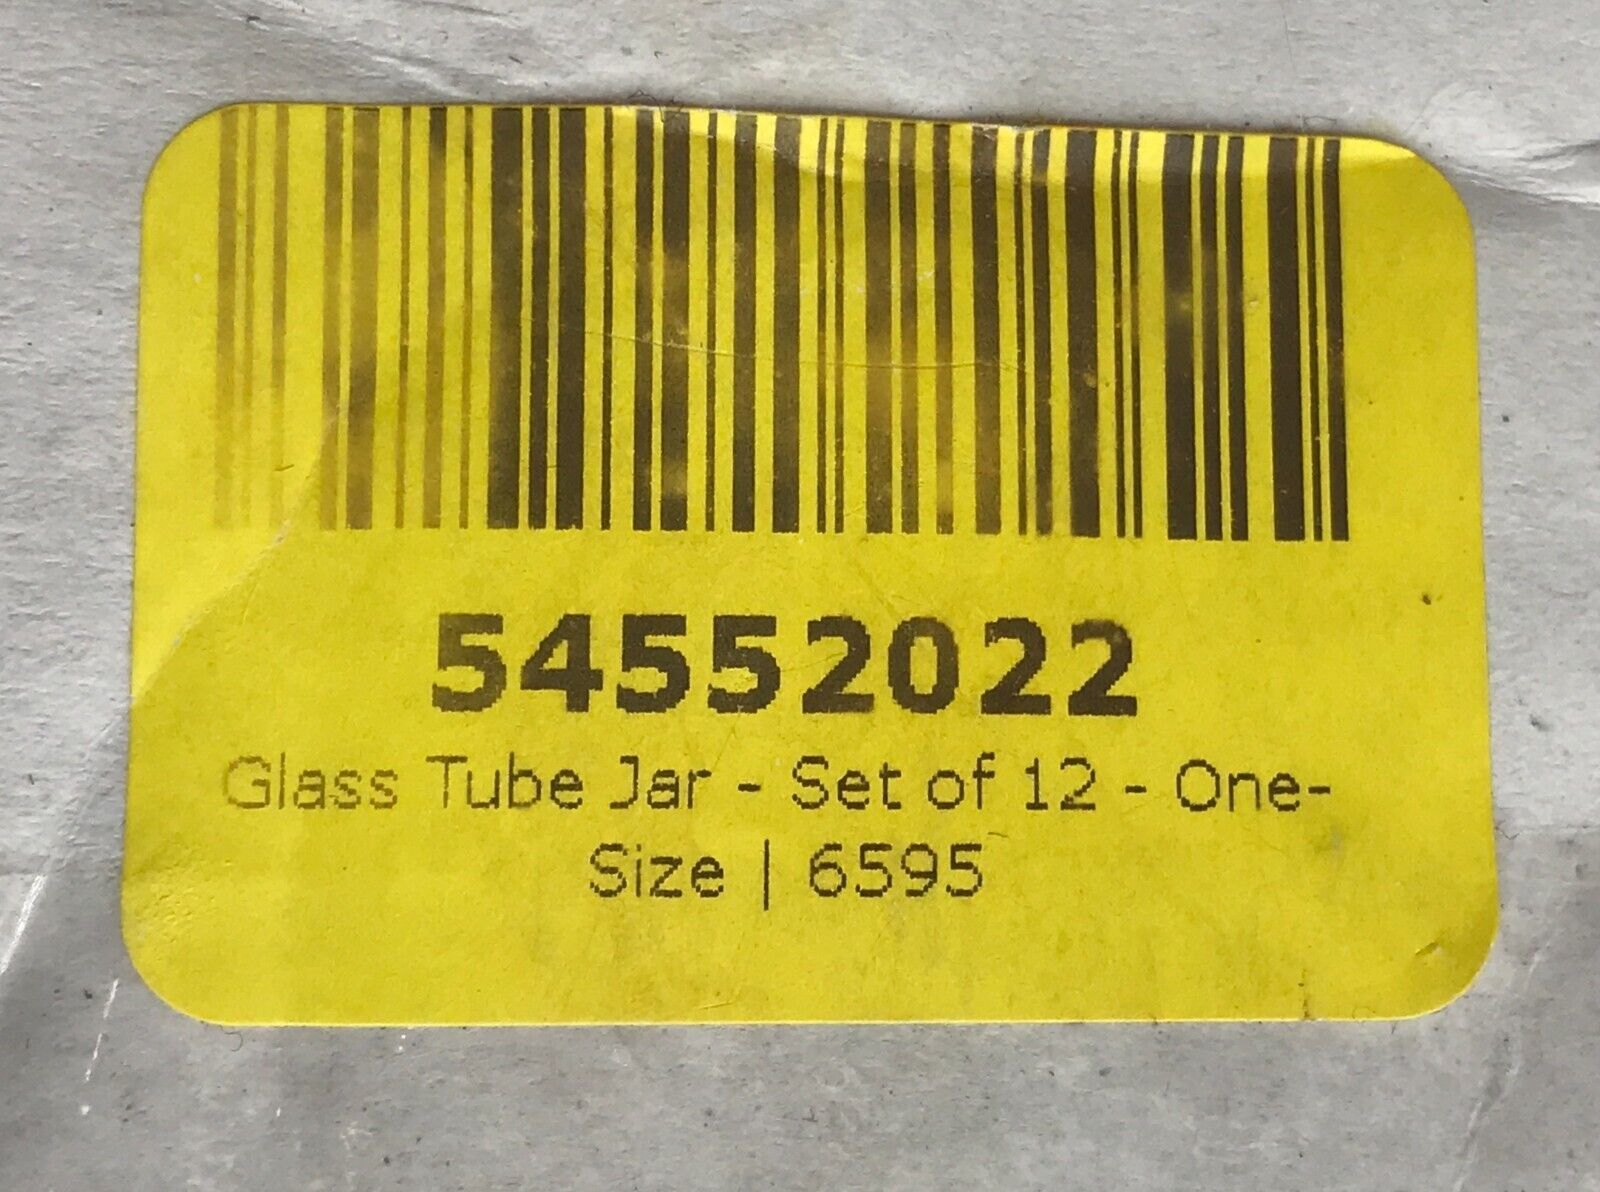 54552022
Glass Tube Jar - Set of 12 - One-
Size | 6595